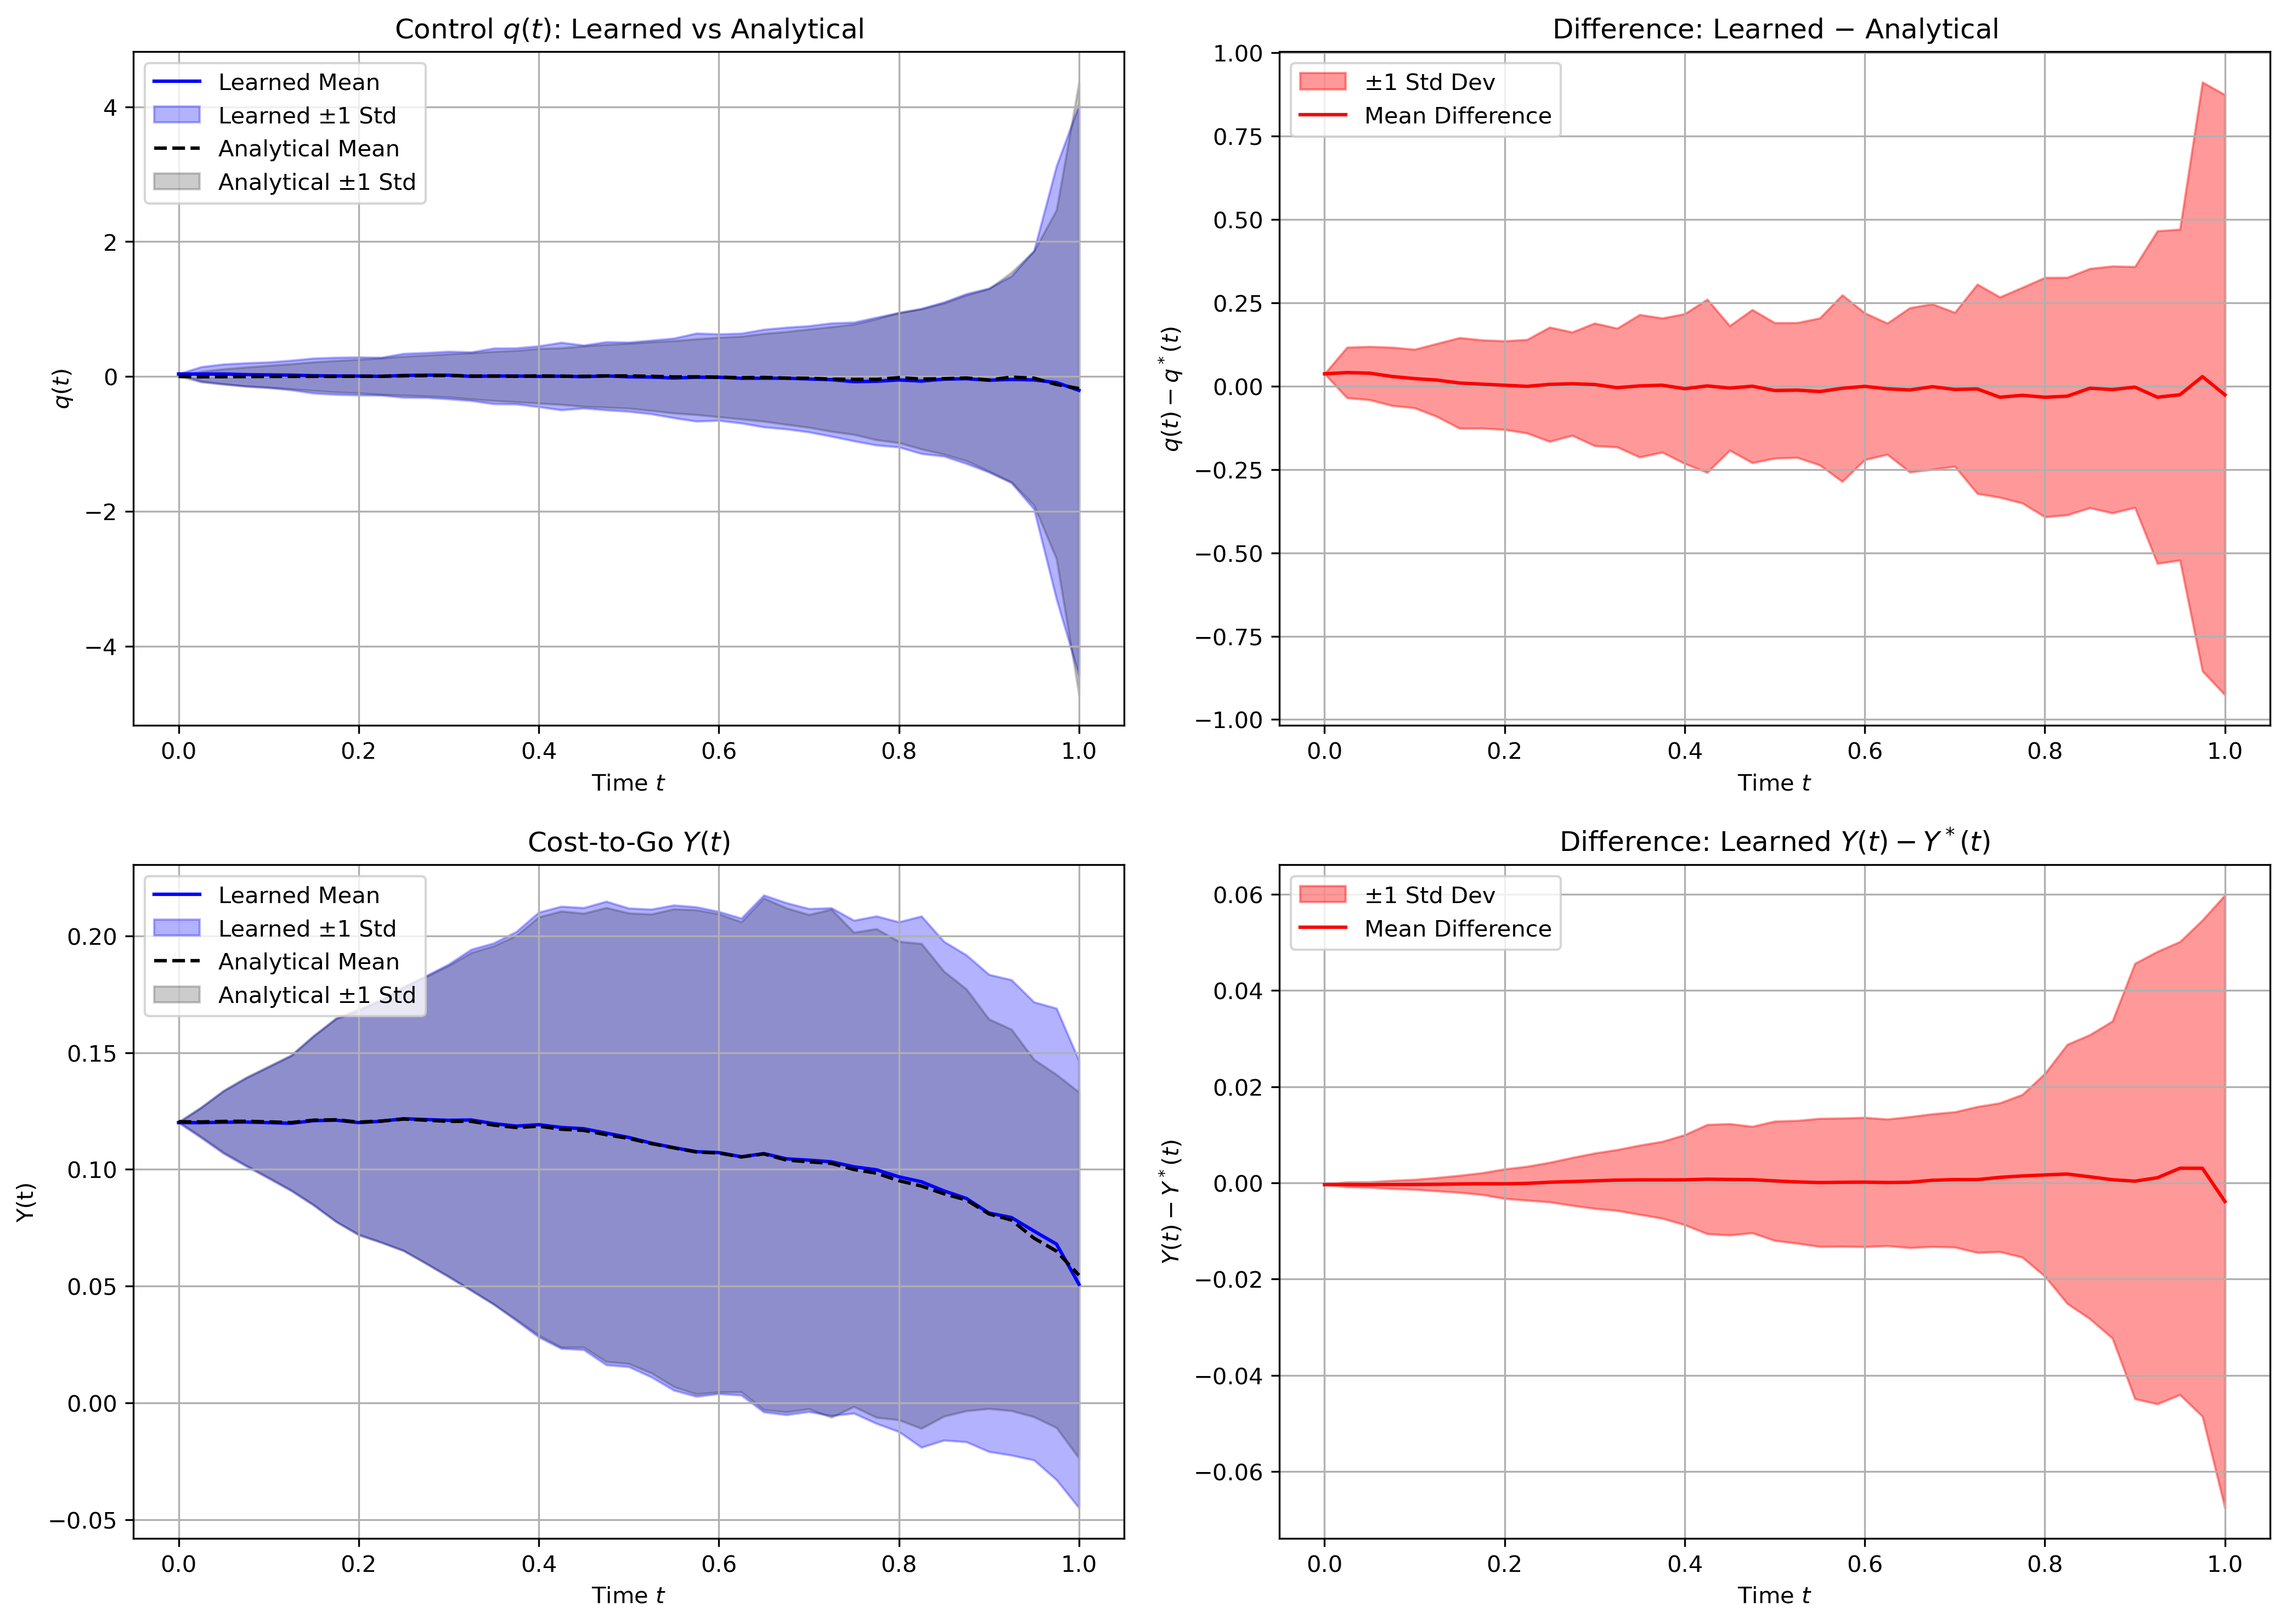 Control q(t): Learned vs Analytical
Learned Mean
Learned ±1 Std
Analytical Mean
Analytical ±1 Std
4
2
0
−2
−4
q(t)
0.0 0.2 0.4 0.6 0.8 1.0
Time t
Difference: Learned − Analytical
±1 Std Dev
Mean Difference
1.00
0.75
0.50
0.25
0.00
−0.25
−0.50
−0.75
−1.00
q(t) − q*(t)
0.0 0.2 0.4 0.6 0.8 1.0
Time t
Cost-to-Go Y(t)
Learned Mean
Learned ±1 Std
Analytical Mean
Analytical ±1 Std
0.20
0.15
0.10
0.05
0.00
−0.05
Y(t)
0.0 0.2 0.4 0.6 0.8 1.0
Time t
Difference: Learned Y(t) − Y*(t)
±1 Std Dev
Mean Difference
0.06
0.04
0.02
0.00
−0.02
−0.04
−0.06
Y(t) − Y*(t)
0.0 0.2 0.4 0.6 0.8 1.0
Time t